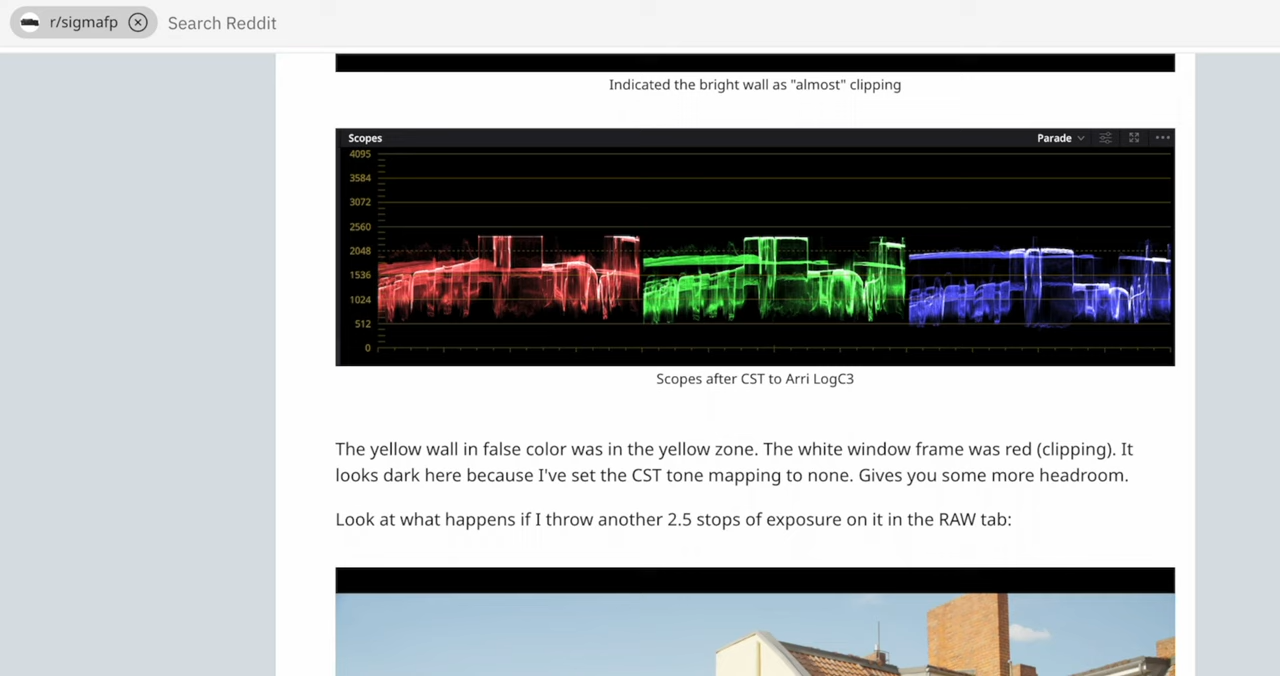 r/sigmafp
Search Reddit
Indicated the bright wall as "almost" clipping
Scopes
Parade
4095
3584
3072
2560
2048
1536
1024
512
0
Scopes after CST to Arri LogC3
The yellow wall in false color was in the yellow zone. The white window frame was red (clipping). It
looks dark here because I've set the CST tone mapping to none. Gives you some more headroom.
Look at what happens if I throw another 2.5 stops of exposure on it in the RAW tab: